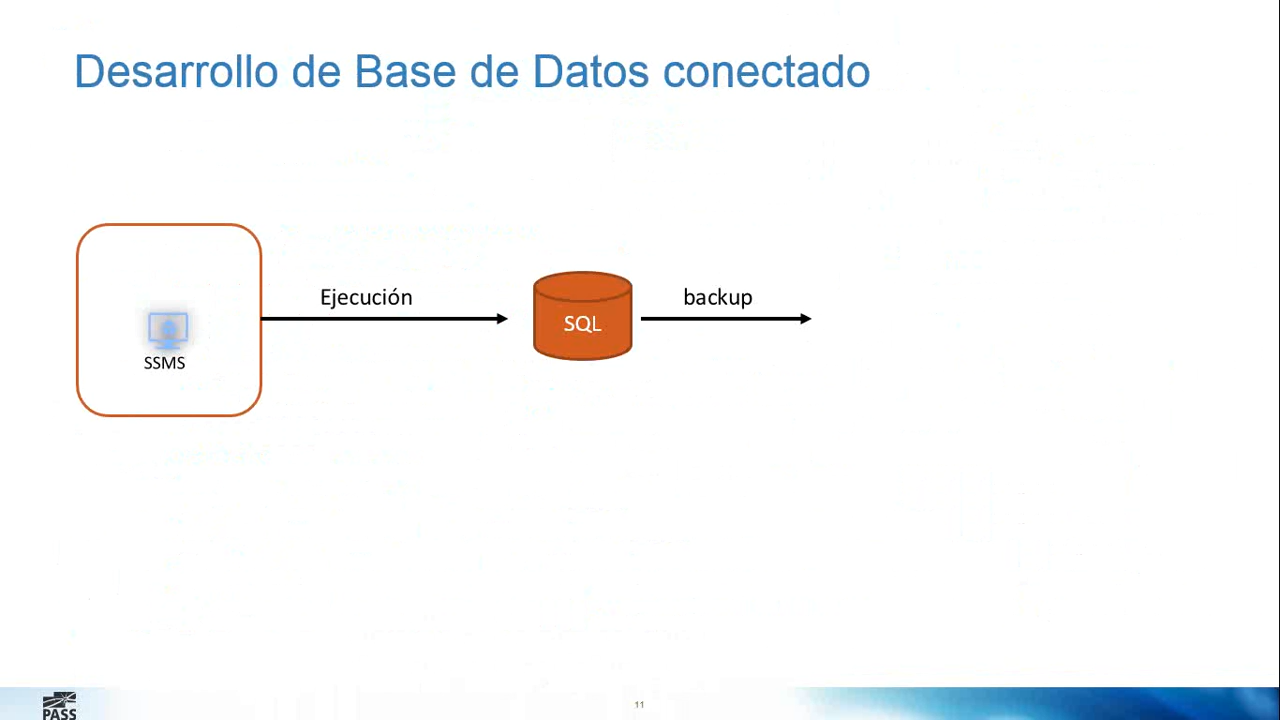 Desarrollo de Base de Datos conectado
Ejecución
backup
SQL
SSMS
PASS
11